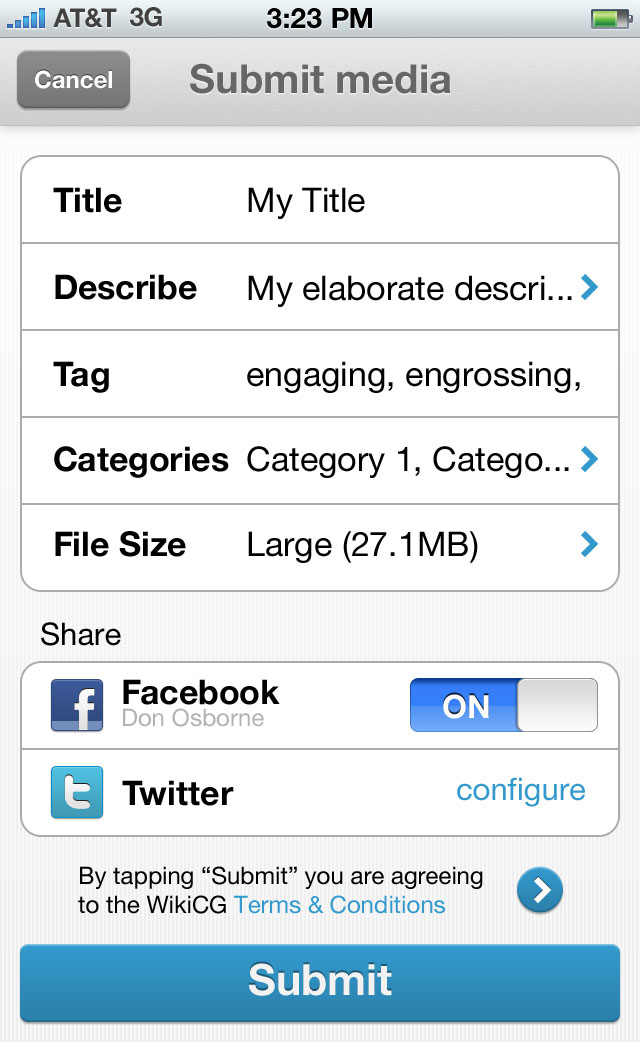 AT&T 3G 3:23 PM
Cancel Submit media
Title My Title
Describe My elaborate descri...
Tag engaging, engrossing,
Categories Category 1, Catego...
File Size Large (27.1MB)
Share
f Facebook ON
Don Osborne
t Twitter configure
By tapping “Submit” you are agreeing
to the WikiCG Terms & Conditions
Submit